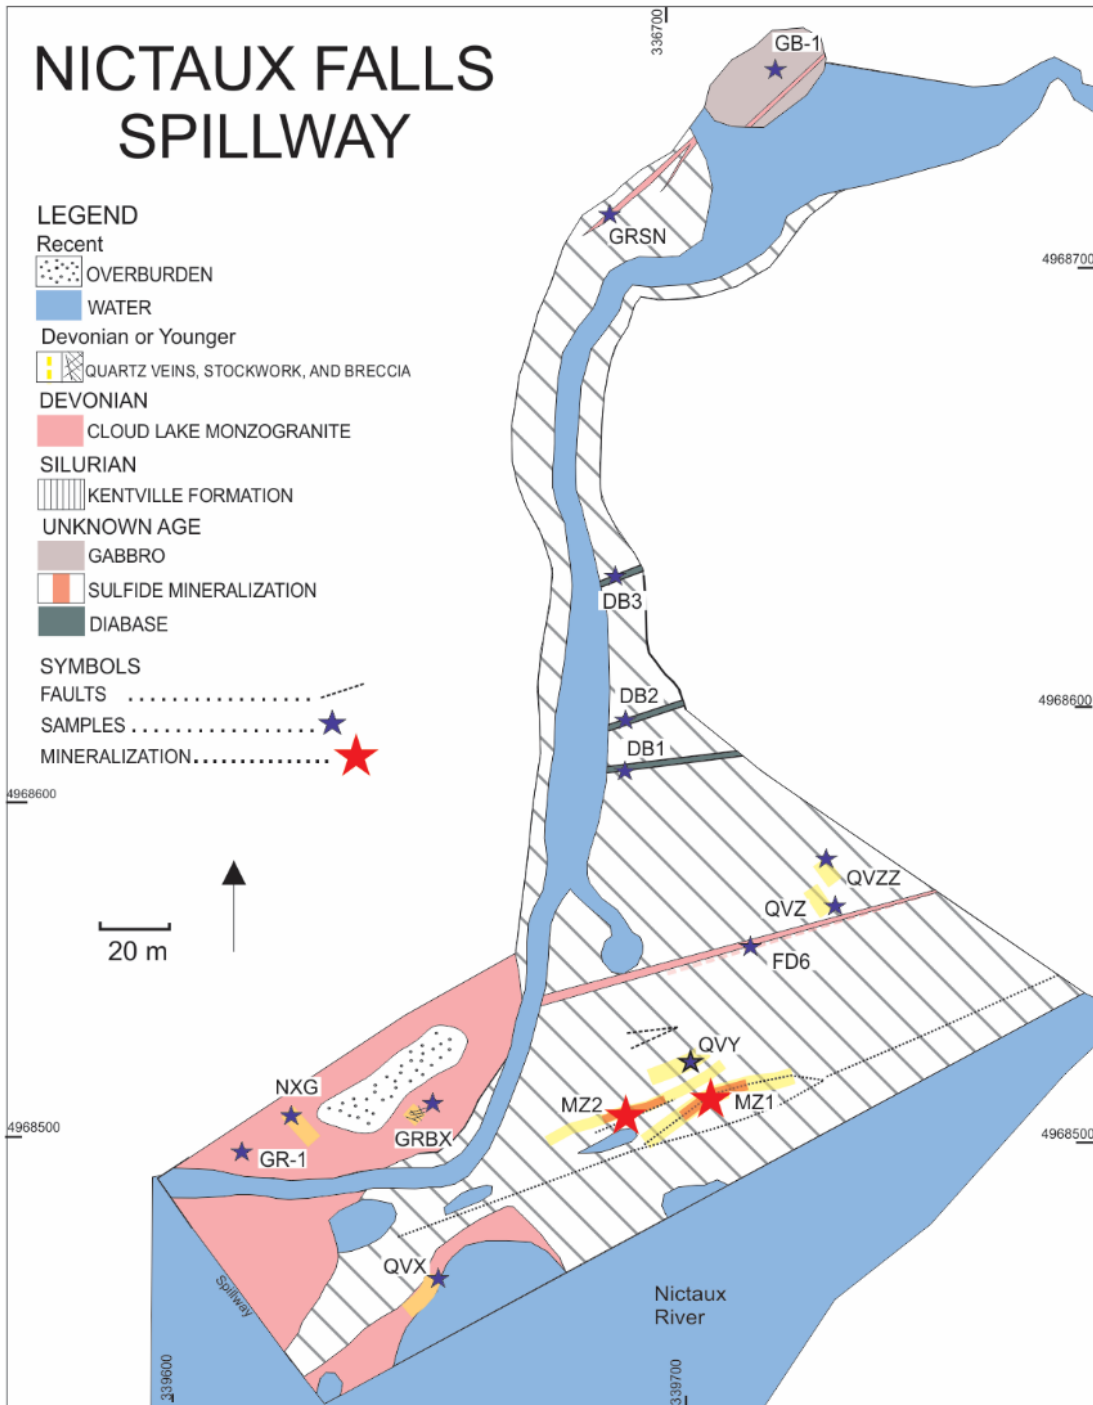 NICTAUX FALLS
SPILLWAY
LEGEND
Recent
OVERBURDEN
WATER
Devonian or Younger
QUARTZ VEINS, STOCKWORK, AND BRECCIA
DEVONIAN
CLOUD LAKE MONZOGRANITE
SILURIAN
KENTVILLE FORMATION
UNKNOWN AGE
GABBRO
SULFIDE MINERALIZATION
DIABASE
SYMBOLS
FAULTS
SAMPLES
MINERALIZATION
4968600
20 m
4968500
336700
GB-1
GRSN
4968700
DB3
DB2
4968600
DB1
QVZZ
QVZ
FD6
QVY
MZ2
MZ1
NXG
GRBX
GR-1
4968500
QVX
Spillway
Nictaux
River
339600
339700